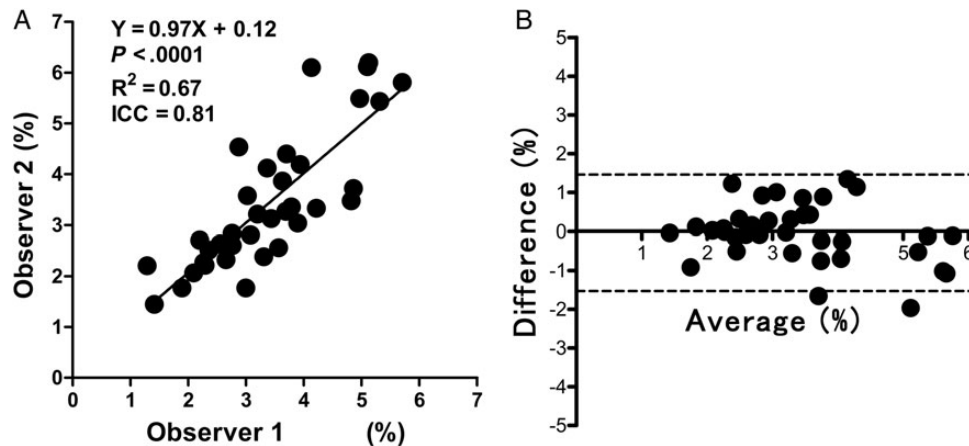 A
Y = 0.97X + 0.12
P < .0001
R² = 0.67
ICC = 0.81
7
6
5
4
3
2
1
0
Observer 2 (%)
0 1 2 3 4 5 6 7
Observer 1 (%)
B
5
4
3
2
1
0
-1
-2
-3
-4
-5
Difference (%)
1 2 3 4 5 6
Average (%)